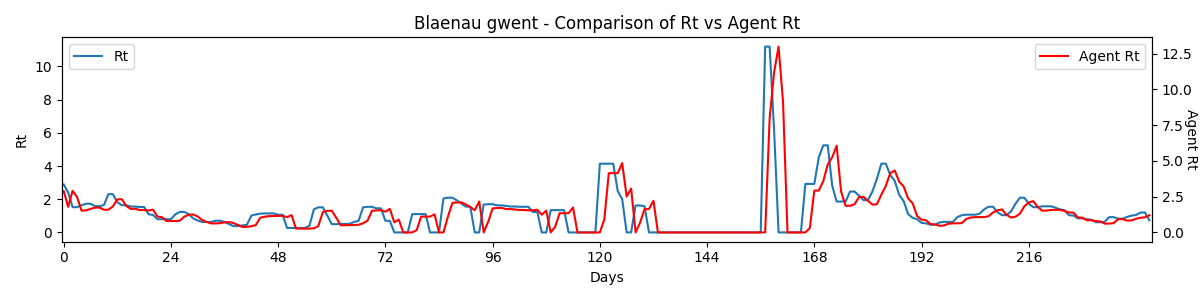 Blaenau gwent - Comparison of Rt vs Agent Rt
Rt
Agent Rt
10
8
6
4
2
0
Rt
12.5
10.0
7.5
5.0
2.5
0.0
Agent Rt
0 24 48 72 96 120 144 168 192 216
Days